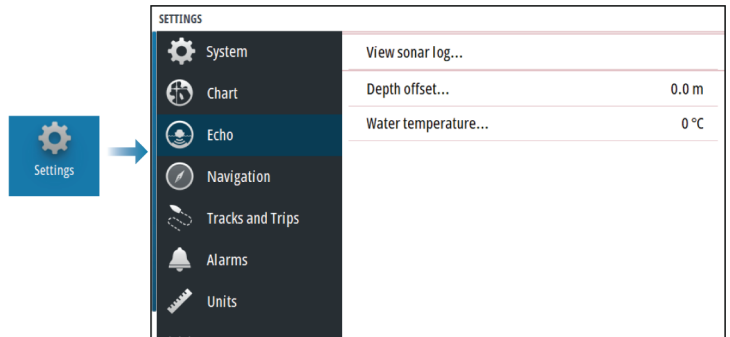 SETTINGS
System
View sonar log...
Chart
Depth offset... 0.0 m
Echo
Water temperature... 0 °C
Settings
Navigation
Tracks and Trips
Alarms
Units